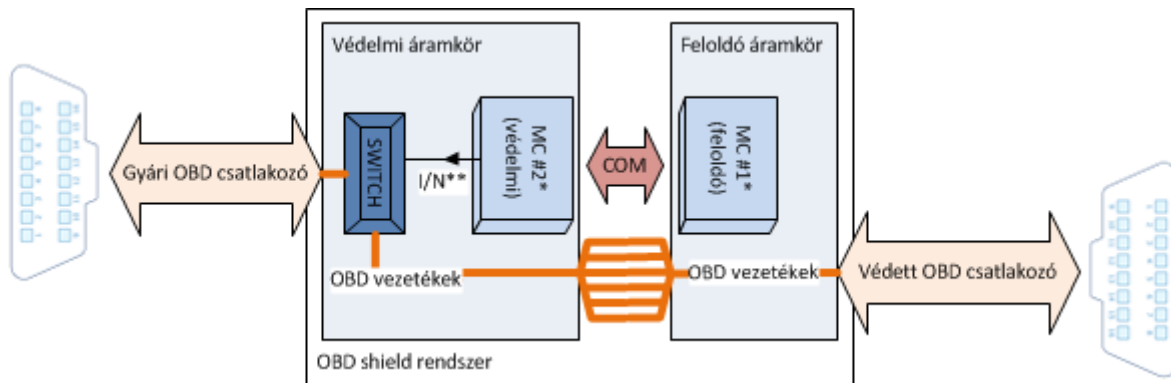 Védelmi áramkör
Feloldó áramkör
Gyári OBD csatlakozó
SWITCH
I/N**
MC #2*
(védelmi)
COM
MC #1*
(feloldó)
OBD vezetékek
OBD vezetékek
Védett OBD csatlakozó
OBD shield rendszer